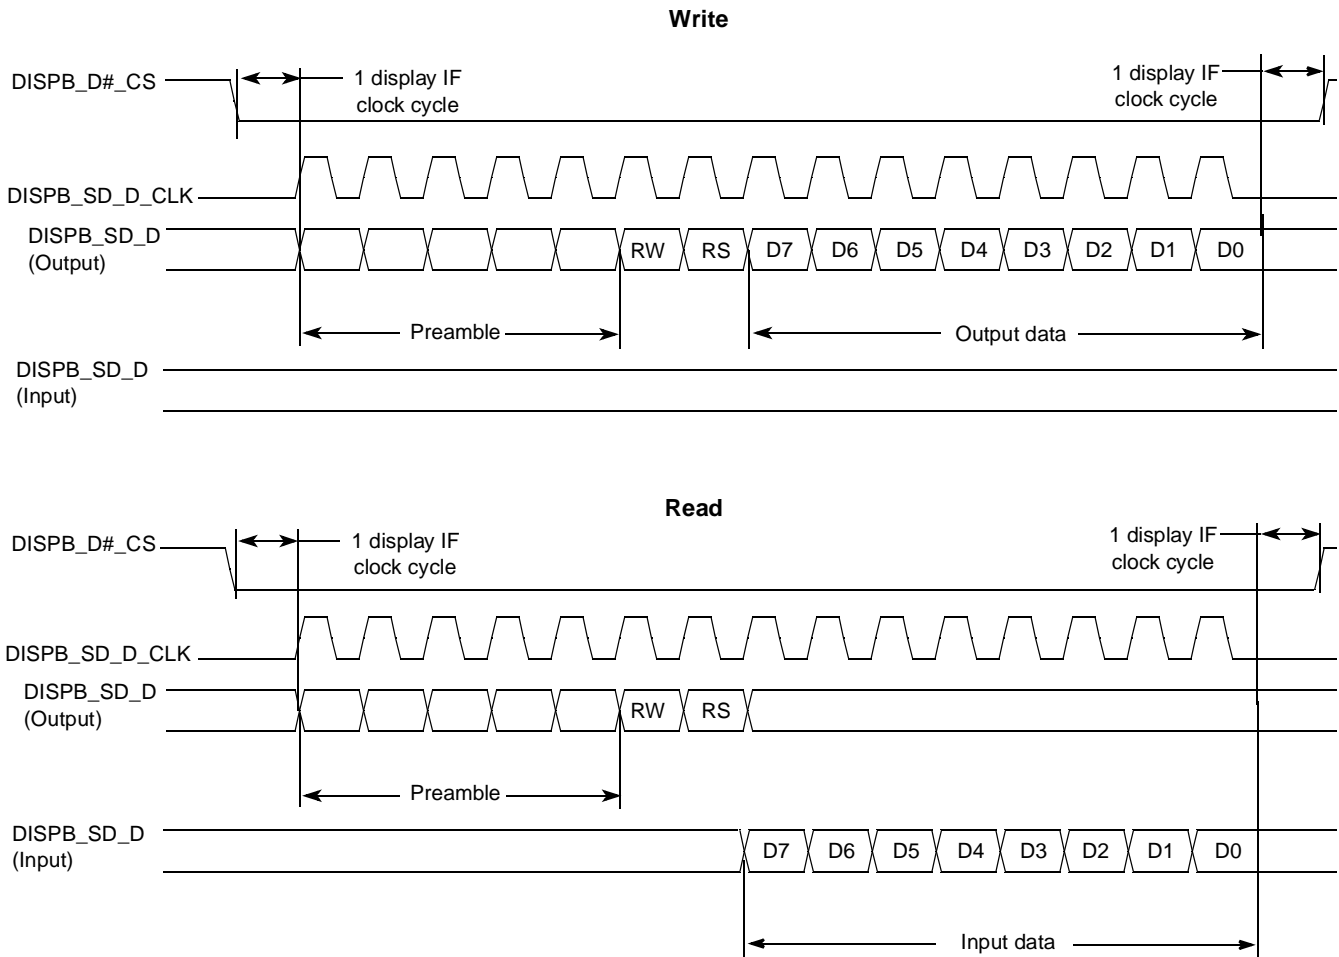 Write
DISPB_D#_CS
1 display IF
clock cycle
1 display IF
clock cycle
DISPB_SD_D_CLK
DISPB_SD_D
(Output)
RW RS D7 D6 D5 D4 D3 D2 D1 D0
Preamble
Output data
DISPB_SD_D
(Input)
Read
DISPB_D#_CS
1 display IF
clock cycle
1 display IF
clock cycle
DISPB_SD_D_CLK
DISPB_SD_D
(Output)
RW RS
Preamble
DISPB_SD_D
(Input)
D7 D6 D5 D4 D3 D2 D1 D0
Input data